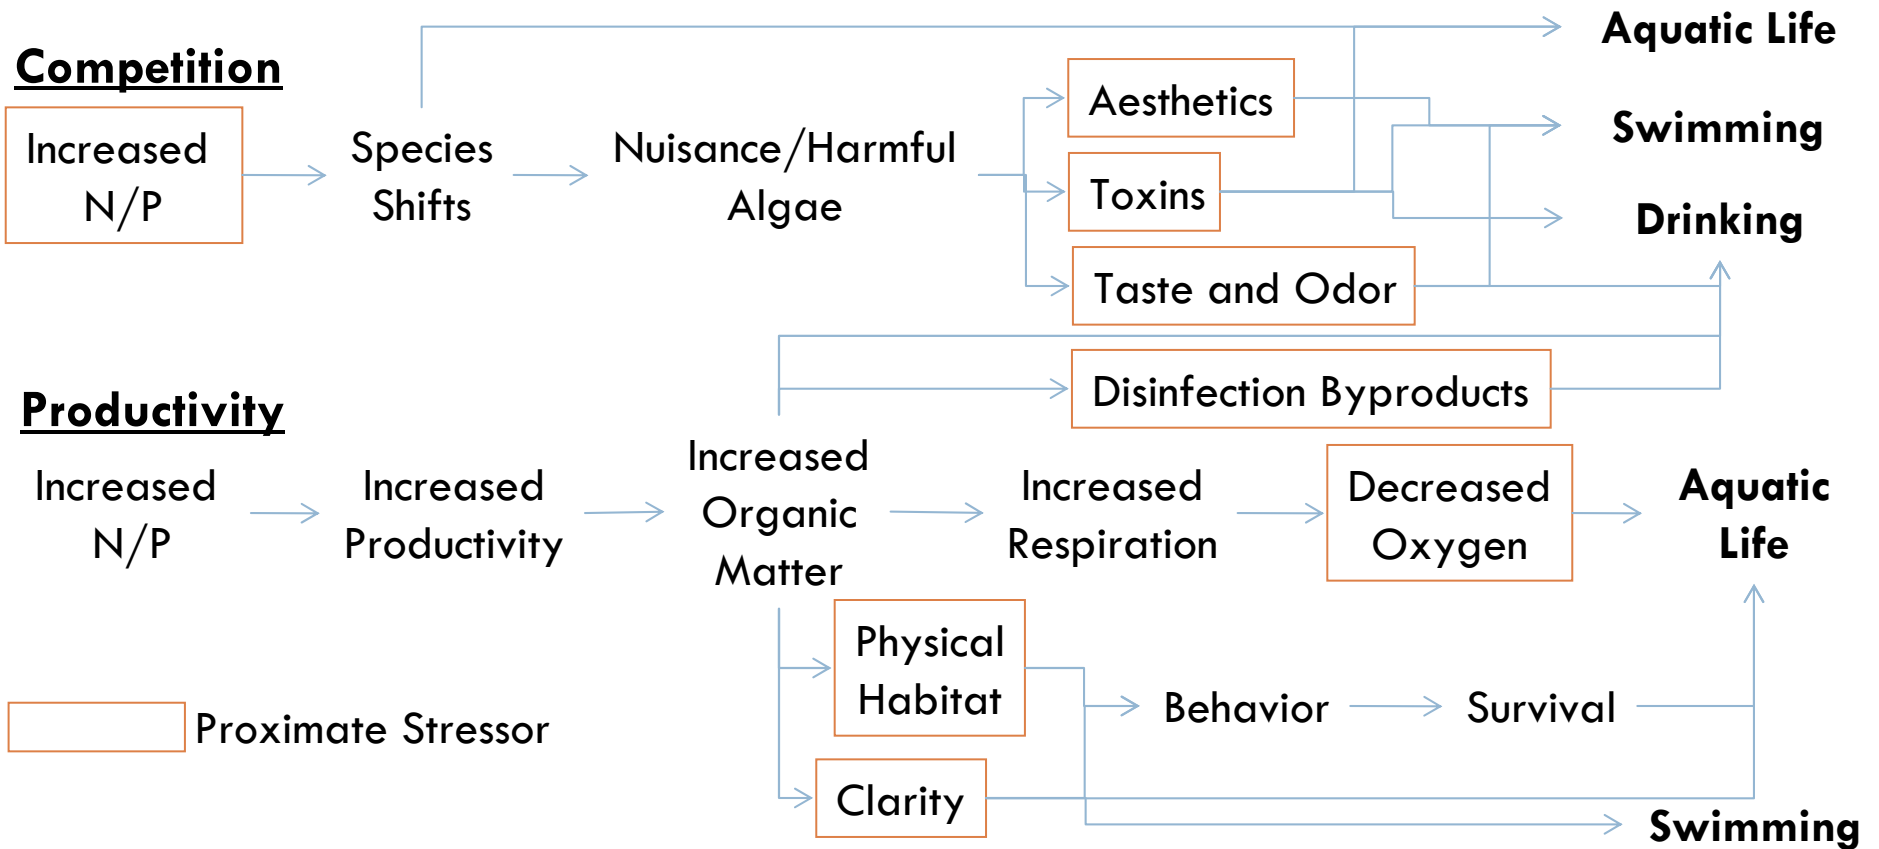 Competition
Increased
N/P
Species
Shifts
Nuisance/Harmful
Algae
Aesthetics
Toxins
Taste and Odor
Aquatic Life
Swimming
Drinking
Disinfection Byproducts
Productivity
Increased
N/P
Increased
Productivity
Increased
Organic
Matter
Increased
Respiration
Decreased
Oxygen
Aquatic
Life
Physical
Habitat
Behavior
Survival
Clarity
Swimming
Proximate Stressor